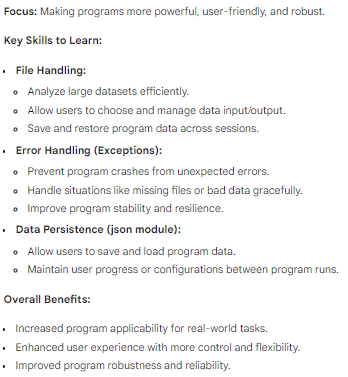 Focus: Making programs more powerful, user-friendly, and robust.
Key Skills to Learn:
• File Handling:
○ Analyze large datasets efficiently.
○ Allow users to choose and manage data input/output.
○ Save and restore program data across sessions.
• Error Handling (Exceptions):
○ Prevent program crashes from unexpected errors.
○ Handle situations like missing files or bad data gracefully.
○ Improve program stability and resilience.
• Data Persistence (json module):
○ Allow users to save and load program data.
○ Maintain user progress or configurations between program runs.
Overall Benefits:
• Increased program applicability for real-world tasks.
• Enhanced user experience with more control and flexibility.
• Improved program robustness and reliability.